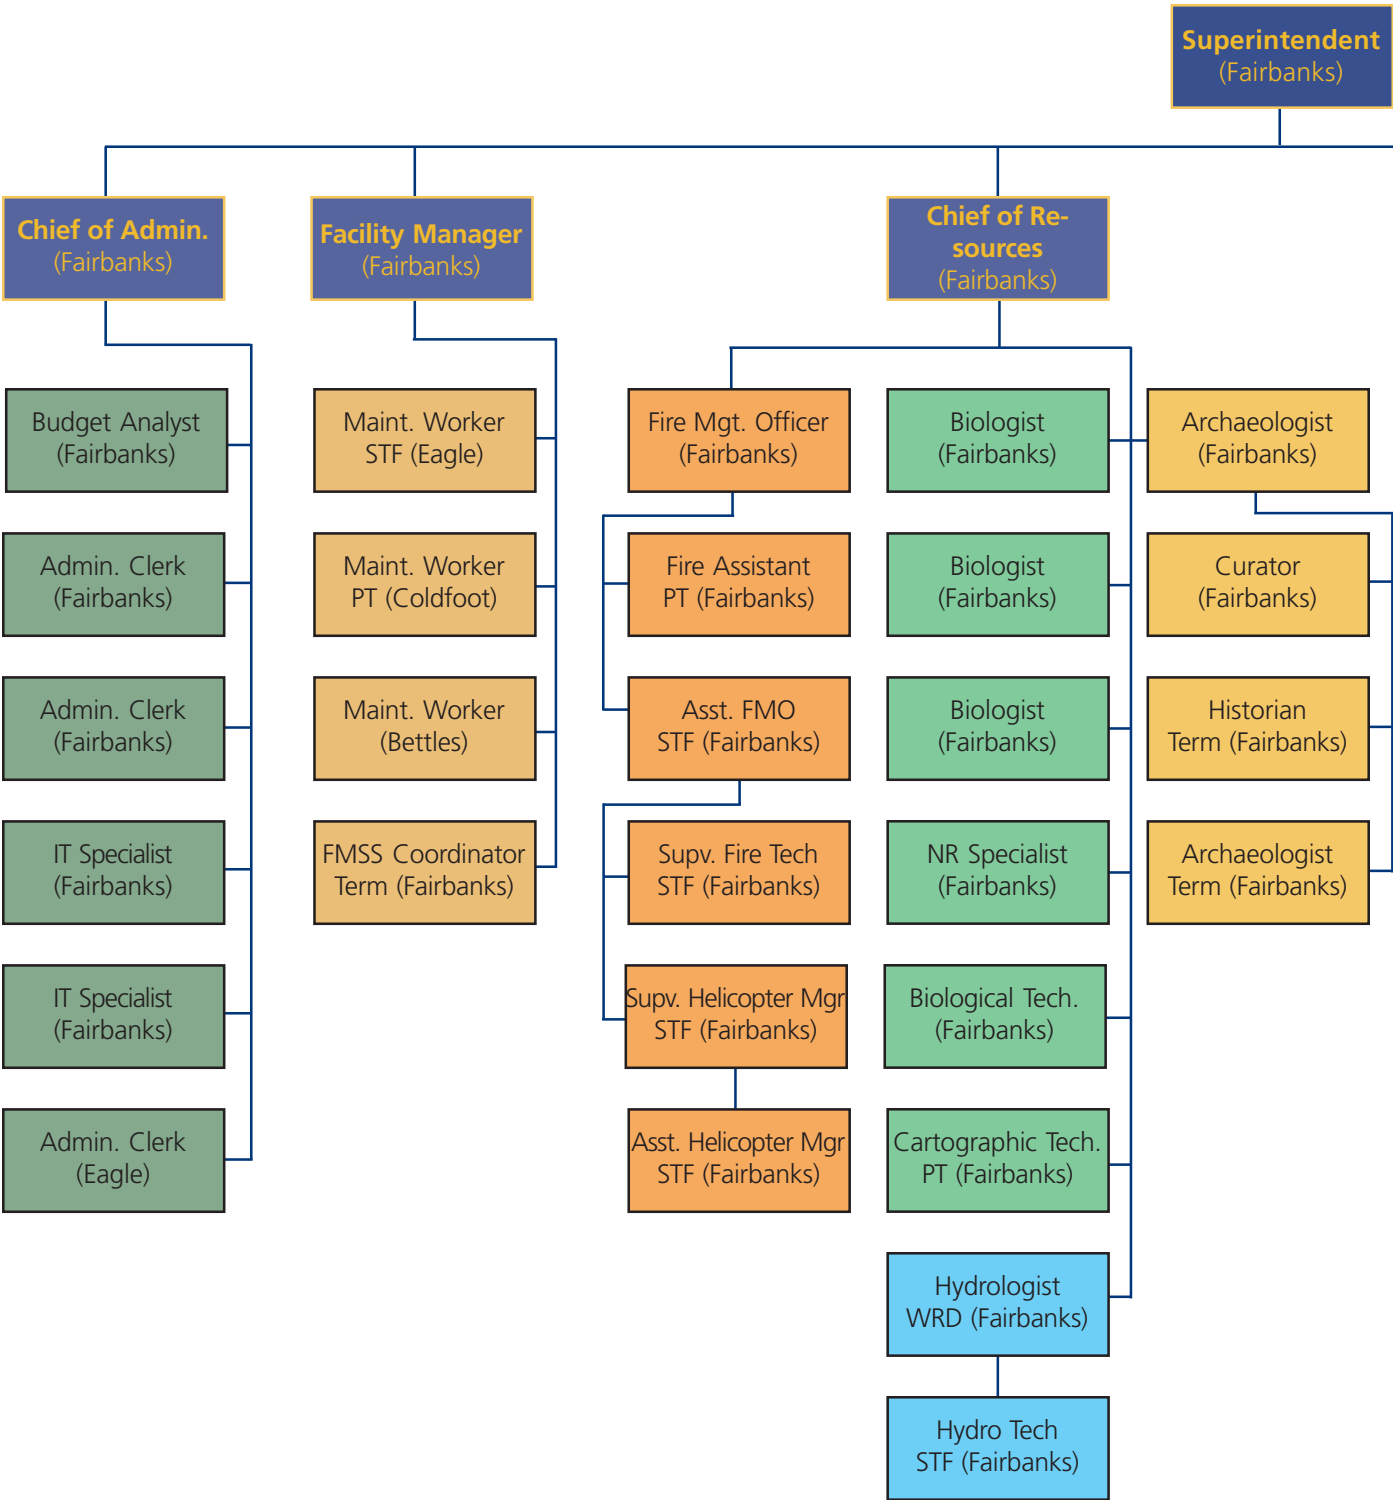 Superintendent
(Fairbanks)
Chief of Admin.
(Fairbanks)
Facility Manager
(Fairbanks)
Chief of Re-
sources
(Fairbanks)
Budget Analyst
(Fairbanks)
Admin. Clerk
(Fairbanks)
Admin. Clerk
(Fairbanks)
IT Specialist
(Fairbanks)
IT Specialist
(Fairbanks)
Admin. Clerk
(Eagle)
Maint. Worker
STF (Eagle)
Maint. Worker
PT (Coldfoot)
Maint. Worker
(Bettles)
FMSS Coordinator
Term (Fairbanks)
Fire Mgt. Officer
(Fairbanks)
Fire Assistant
PT (Fairbanks)
Asst. FMO
STF (Fairbanks)
Supv. Fire Tech
STF (Fairbanks)
Supv. Helicopter Mgr
STF (Fairbanks)
Asst. Helicopter Mgr
STF (Fairbanks)
Biologist
(Fairbanks)
Biologist
(Fairbanks)
Biologist
(Fairbanks)
NR Specialist
(Fairbanks)
Biological Tech.
(Fairbanks)
Cartographic Tech.
PT (Fairbanks)
Hydrologist
WRD (Fairbanks)
Hydro Tech
STF (Fairbanks)
Archaeologist
(Fairbanks)
Curator
(Fairbanks)
Historian
Term (Fairbanks)
Archaeologist
Term (Fairbanks)